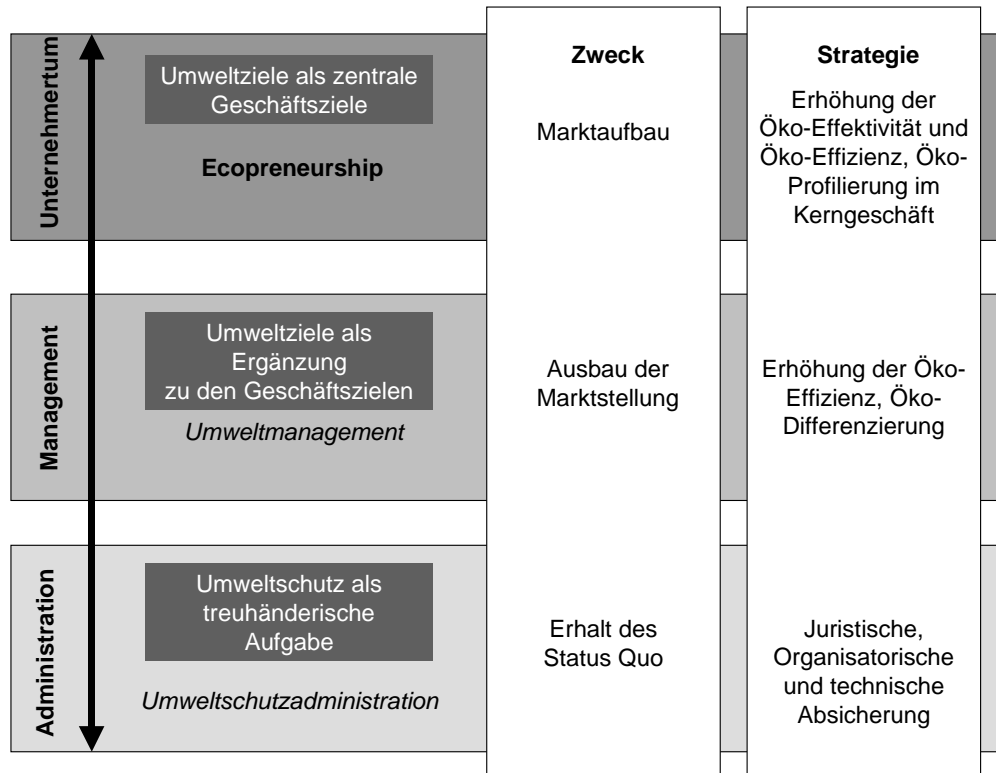 Unternehmertum
Umweltziele als zentrale
Geschäftsziele
Ecopreneurship
Zweck
Marktaufbau
Strategie
Erhöhung der
Öko-Effektivität und
Öko-Effizienz, Öko-
Profilierung im
Kerngeschäft
Management
Umweltziele als
Ergänzung
zu den Geschäftszielen
Umweltmanagement
Ausbau der
Marktstellung
Erhöhung der Öko-
Effizienz, Öko-
Differenzierung
Administration
Umweltschutz als
treuhänderische
Aufgabe
Umweltschutzadministration
Erhalt des
Status Quo
Juristische,
Organisatorische
und technische
Absicherung